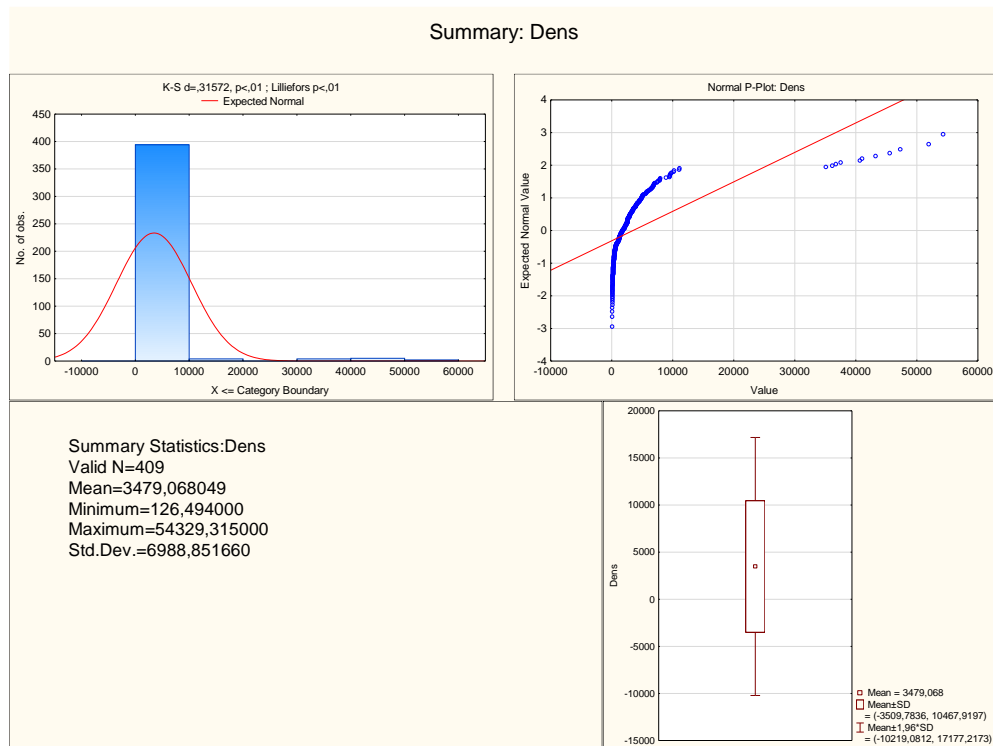 Summary: Dens
K-S d=,31572, p<,01 ; Lilliefors p<,01
Expected Normal
450
400
350
300
250
200
150
100
50
0
No. of obs.
-10000 0 10000 20000 30000 40000 50000 60000
X <= Category Boundary
Normal P-Plot: Dens
4
3
2
1
0
-1
-2
-3
-4
Expected Normal Value
-10000 0 10000 20000 30000 40000 50000 60000
Value
Summary Statistics:Dens
Valid N=409
Mean=3479,068049
Minimum=126,494000
Maximum=54329,315000
Std.Dev.=6988,851660
20000
15000
10000
5000
0
-5000
-10000
-15000
Dens
Mean = 3479,068
Mean±SD
= (-3509,7836, 10467,9197)
Mean±1,96*SD
= (-10219,0812, 17177,2173)